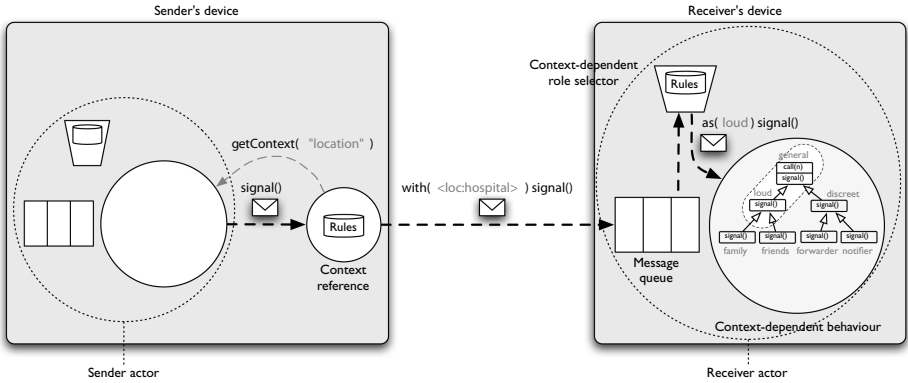 Sender's device
Receiver's device
Context-dependent
role selector
Rules
as( loud ) signal()
getContext( "location" )
signal()
with( <loc:hospital> ) signal()
general
call(n)
signal()
loud
discreet
signal()
signal()
Rules
signal()
signal()
signal()
signal()
family
friends
forwarder
notifier
Context
reference
Message
queue
Context-dependent behaviour
Sender actor
Receiver actor